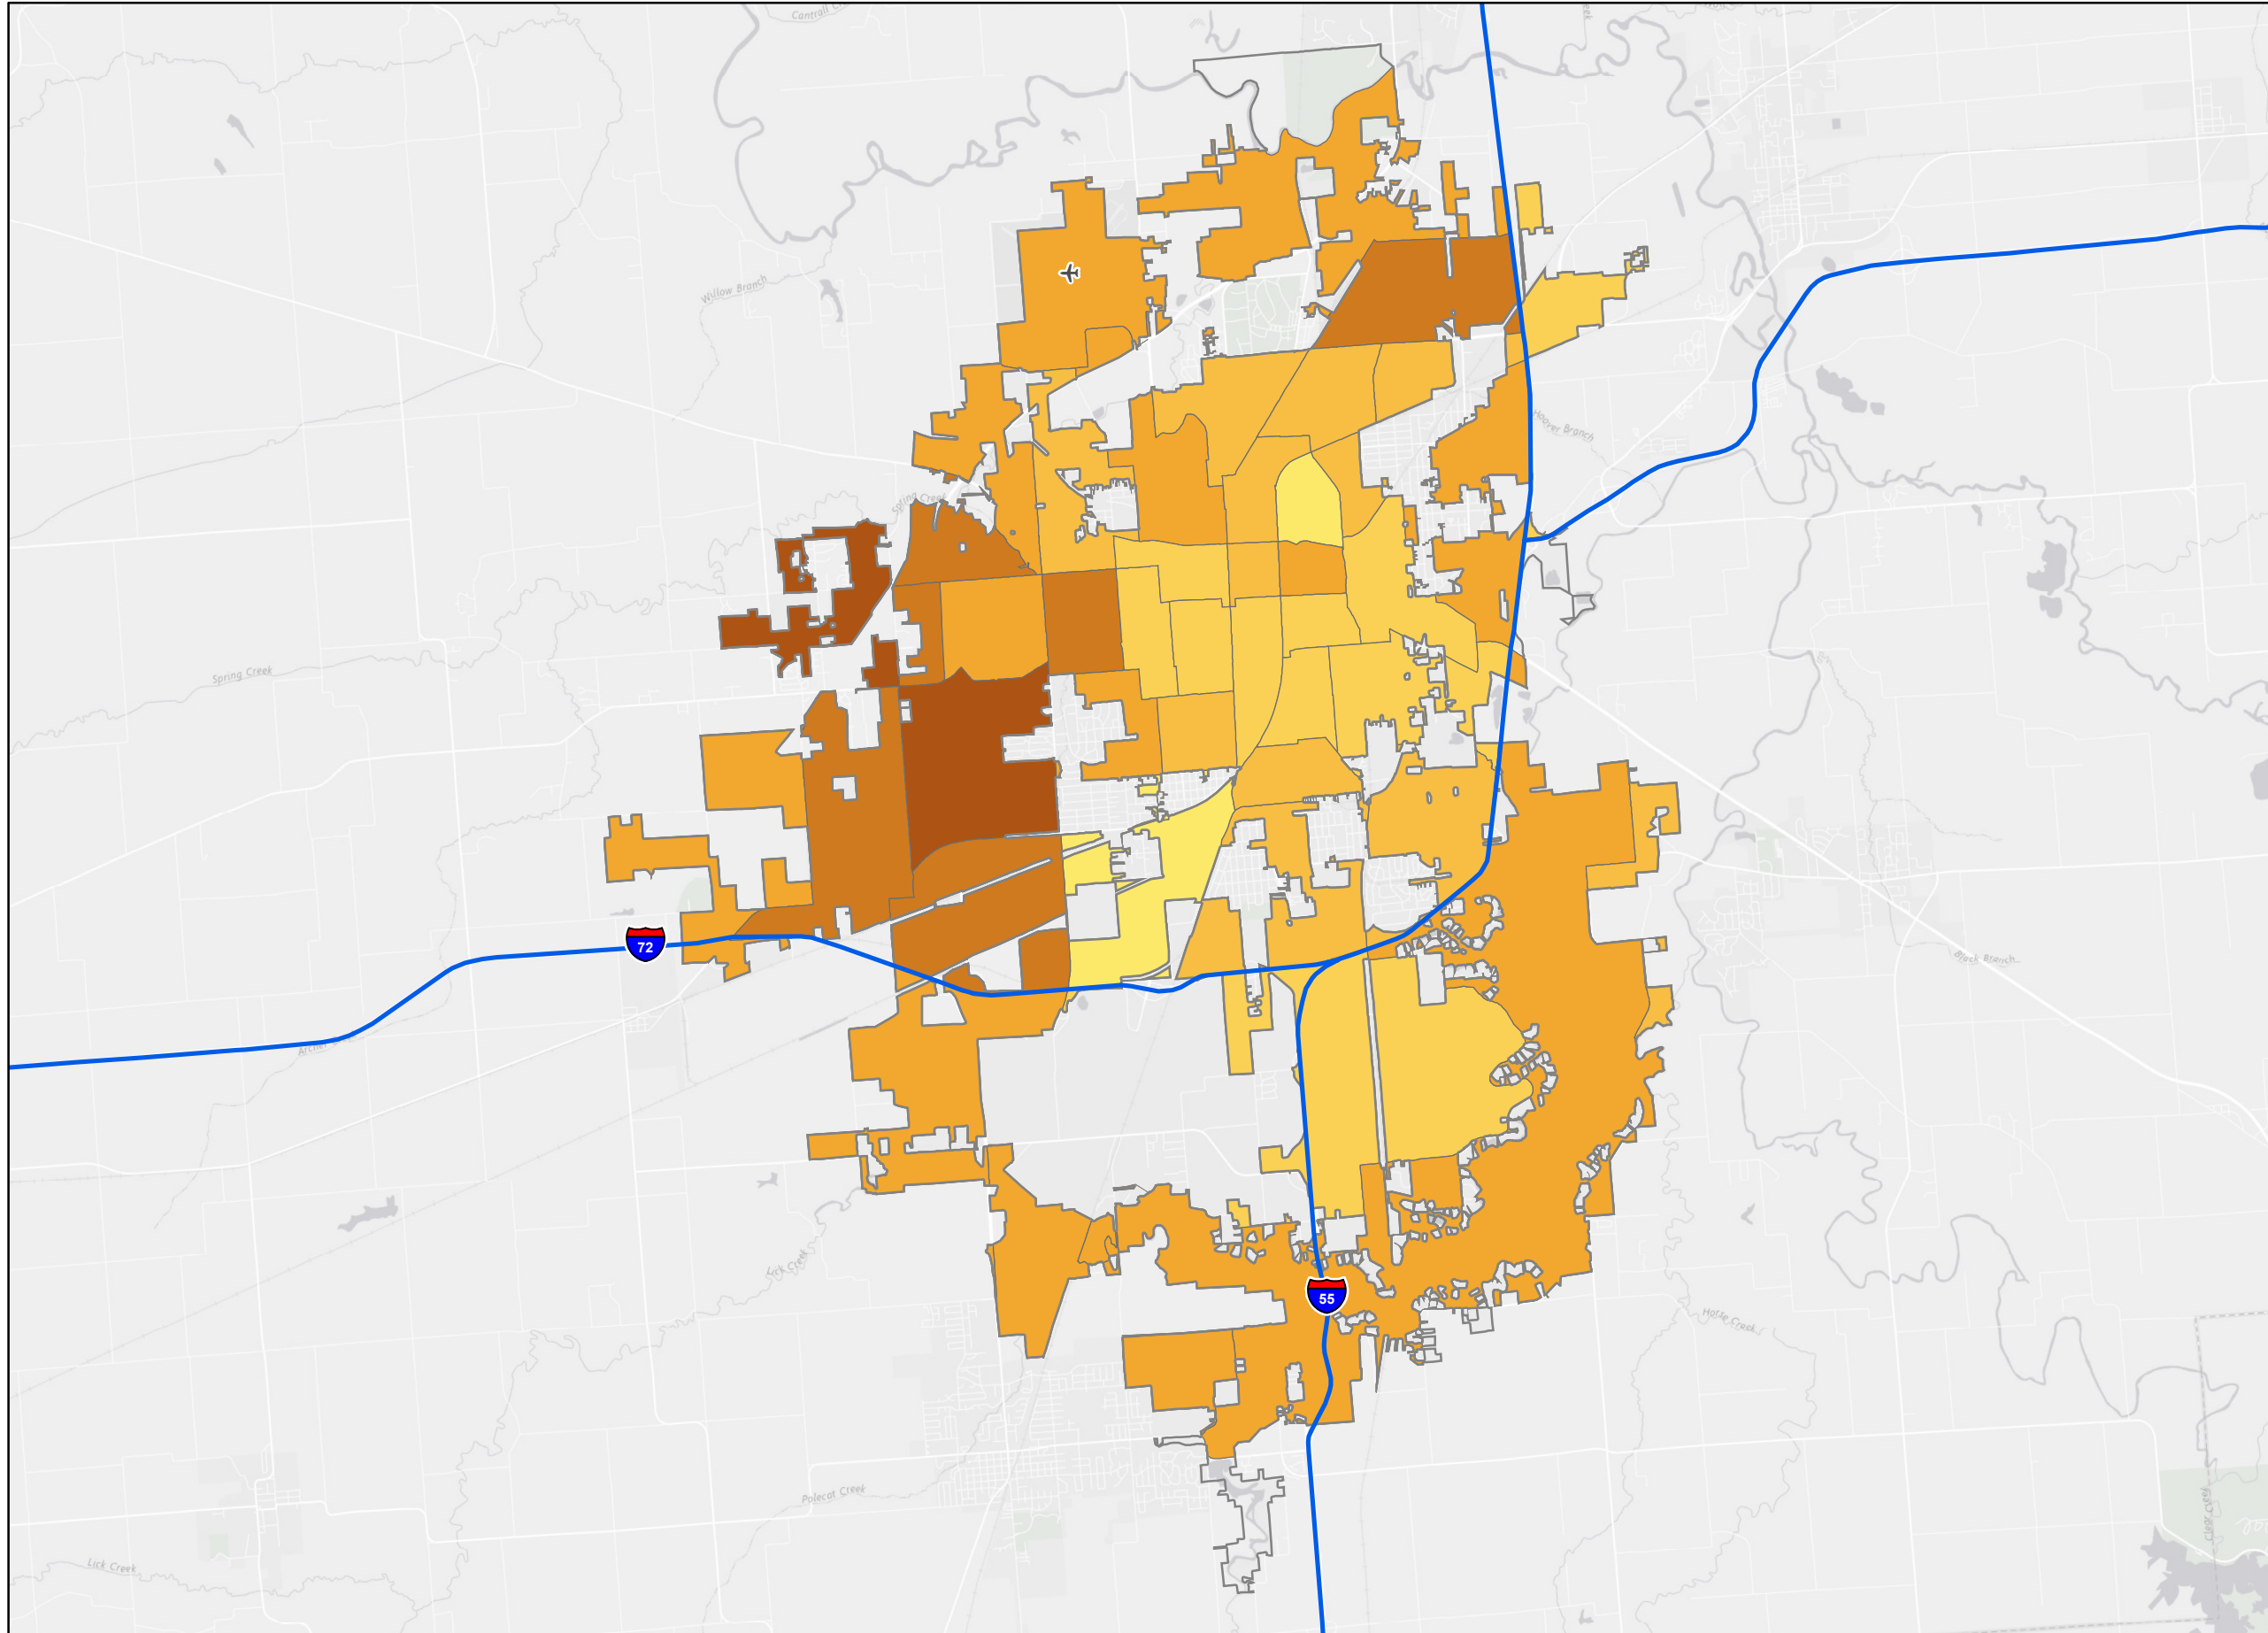 Cantrall
Creek
Willow Branch
Hoover Branch
Spring Creek
Spring Creek
72
Black Branch
Archer
Lick Creek
55
Horse Creek
Polecat Creek
Clear Creek
Lick Creek